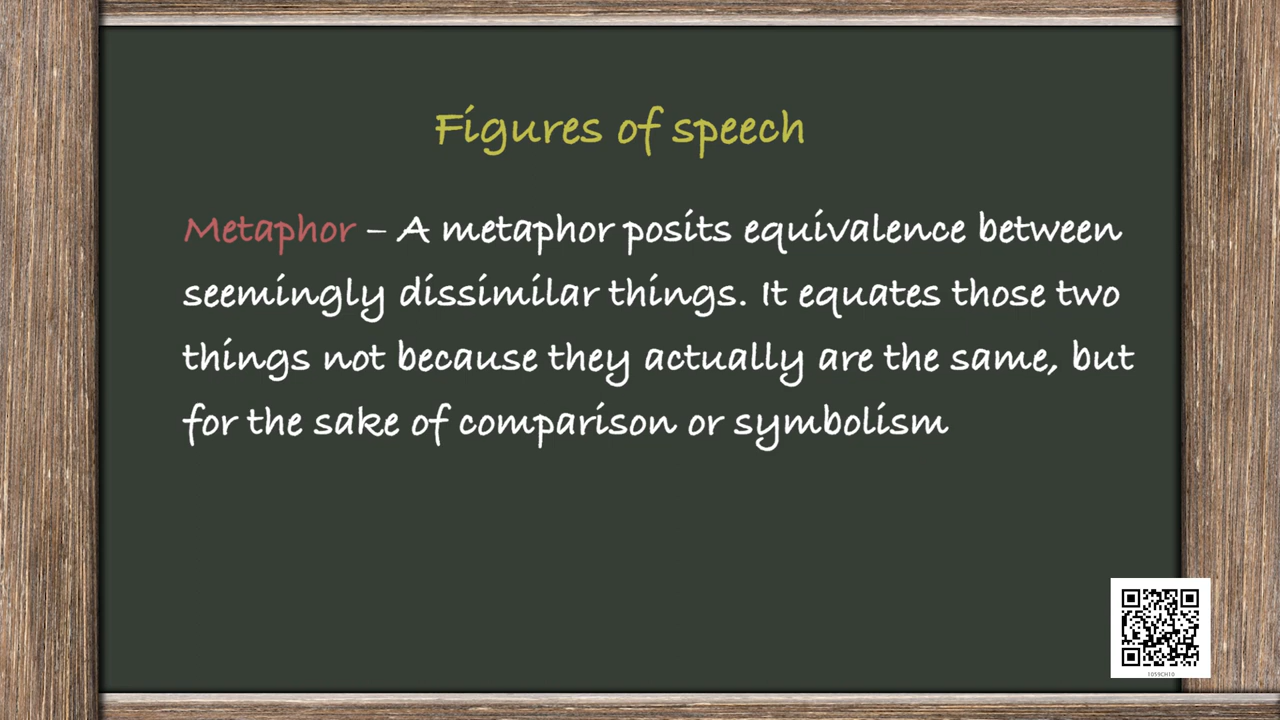 Figures of speech
Metaphor – A metaphor posits equivalence between
seemingly dissimilar things. It equates those two
things not because they actually are the same, but
for the sake of comparison or symbolism
1059CH10